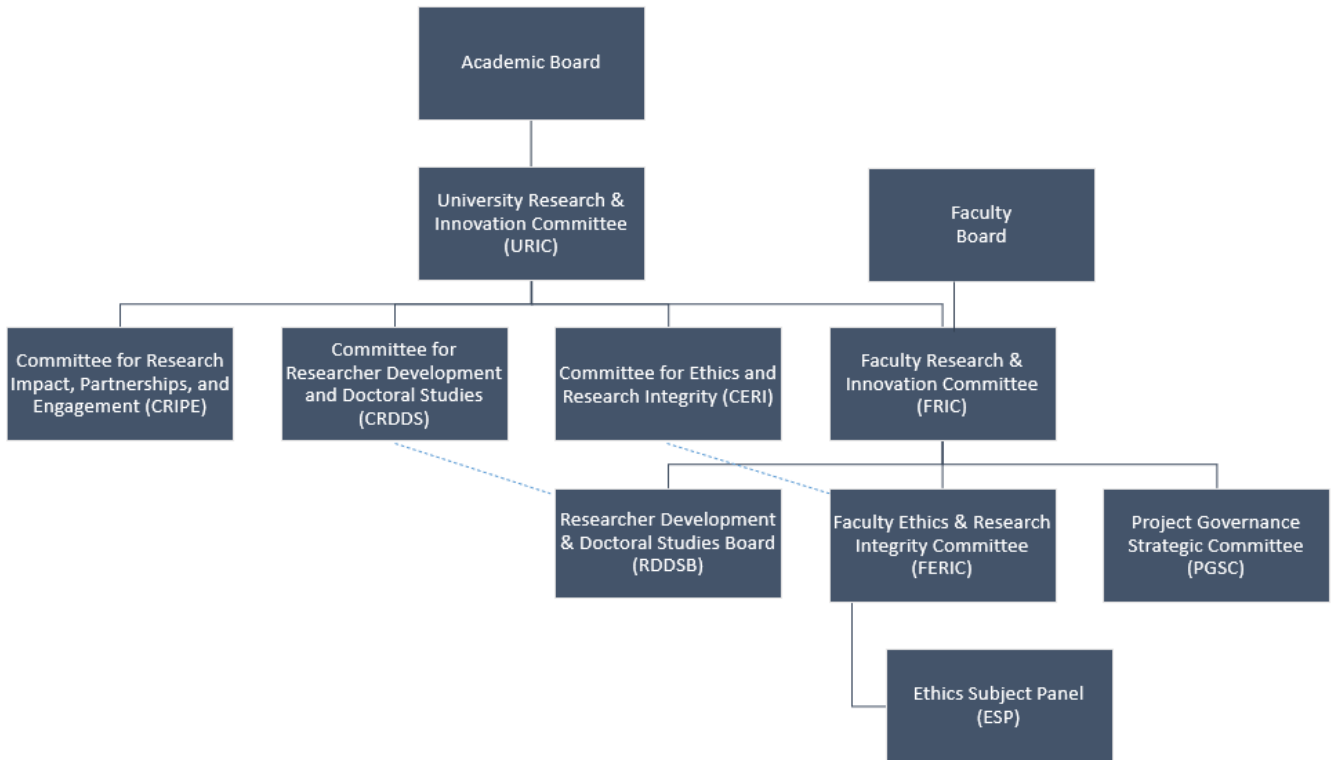 Academic Board
University Research &
Innovation Committee
(URIC)
Faculty
Board
Committee for Research
Impact, Partnerships, and
Engagement (CRIPE)
Committee for
Researcher Development
and Doctoral Studies
(CRDDS)
Committee for Ethics and
Research Integrity (CERI)
Faculty Research &
Innovation Committee
(FRIC)
Researcher Development
& Doctoral Studies Board
(RDDSB)
Faculty Ethics & Research
Integrity Committee
(FERIC)
Project Governance
Strategic Committee
(PGSC)
Ethics Subject Panel
(ESP)